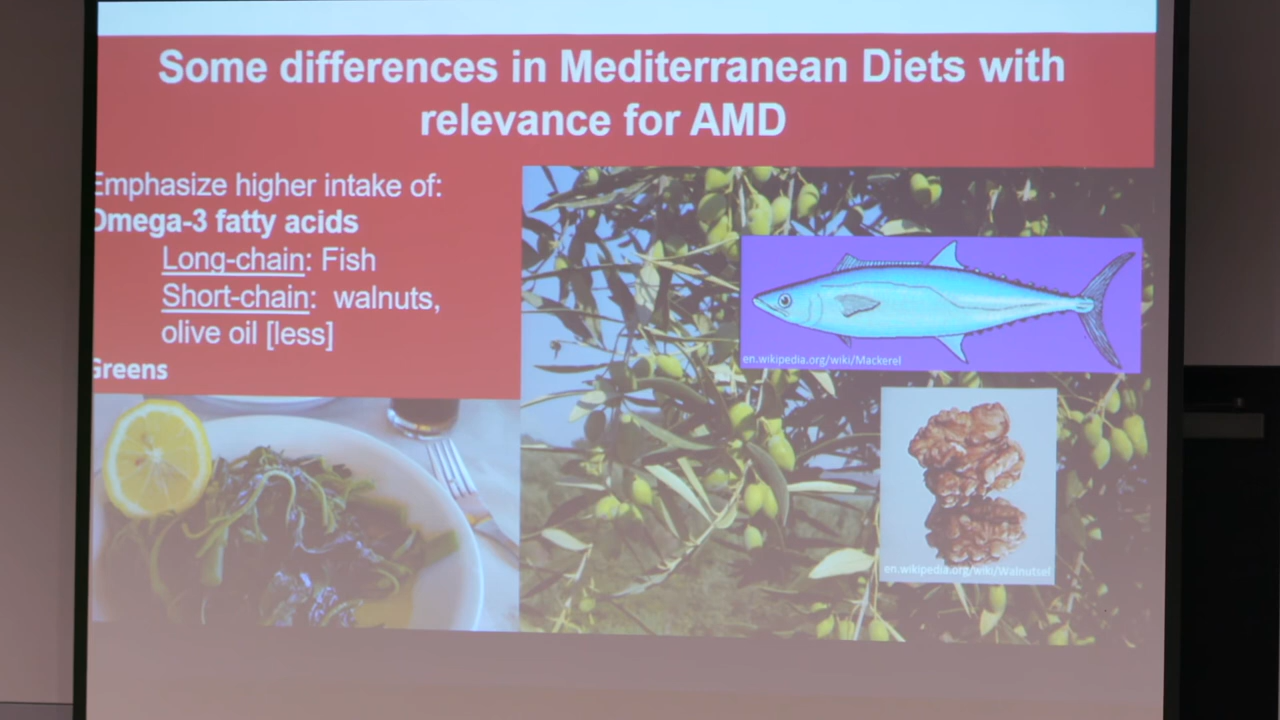 Some differences in Mediterranean Diets with
relevance for AMD
Emphasize higher intake of:
Omega-3 fatty acids
Long-chain: Fish
Short-chain: walnuts,
olive oil [less]
Greens
en.wikipedia.org/wiki/Mackerel
en.wikipedia.org/wiki/Walnutsel